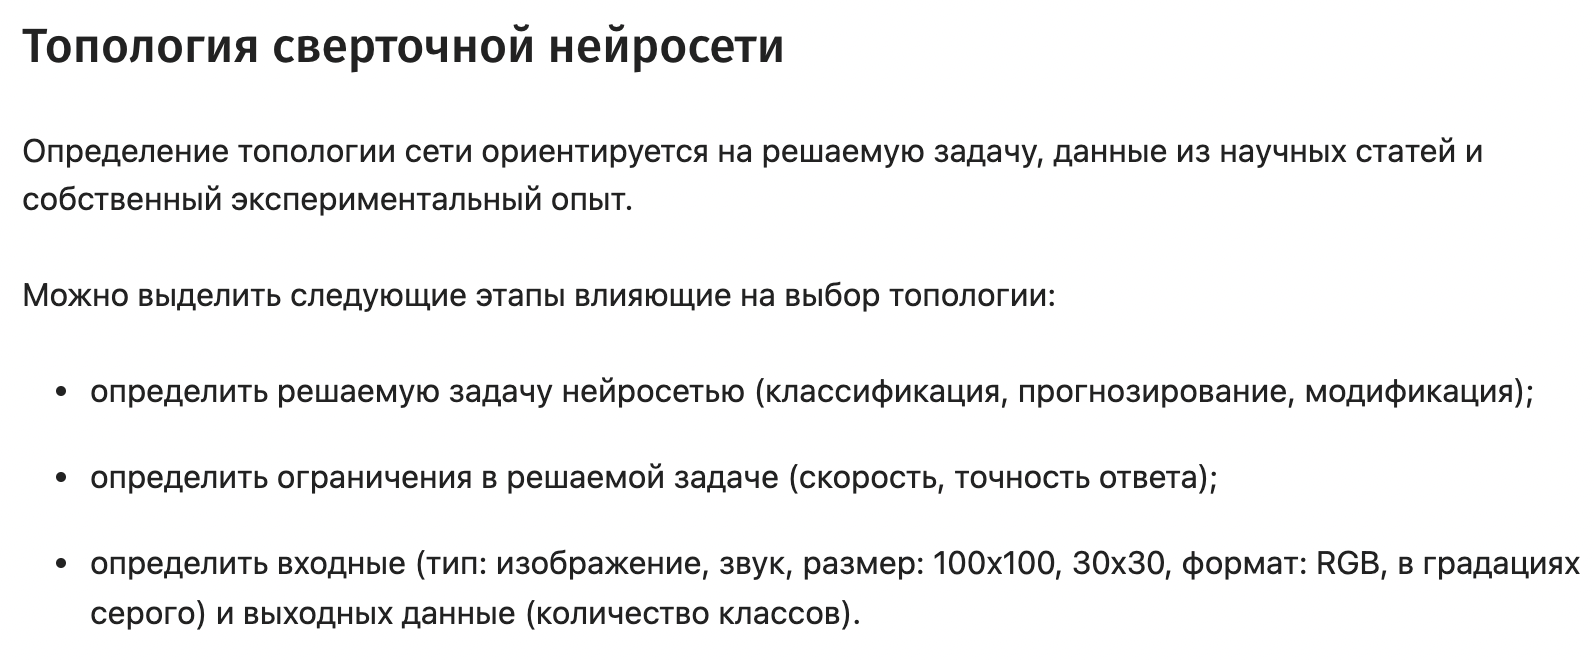 Топология сверточной нейросети
Определение топологии сети ориентируется на решаемую задачу, данные из научных статей и
собственный экспериментальный опыт.
Можно выделить следующие этапы влияющие на выбор топологии:
• определить решаемую задачу нейросетью (классификация, прогнозирование, модификация);
• определить ограничения в решаемой задаче (скорость, точность ответа);
• определить входные (тип: изображение, звук, размер: 100x100, 30x30, формат: RGB, в градациях
серого) и выходных данные (количество классов).